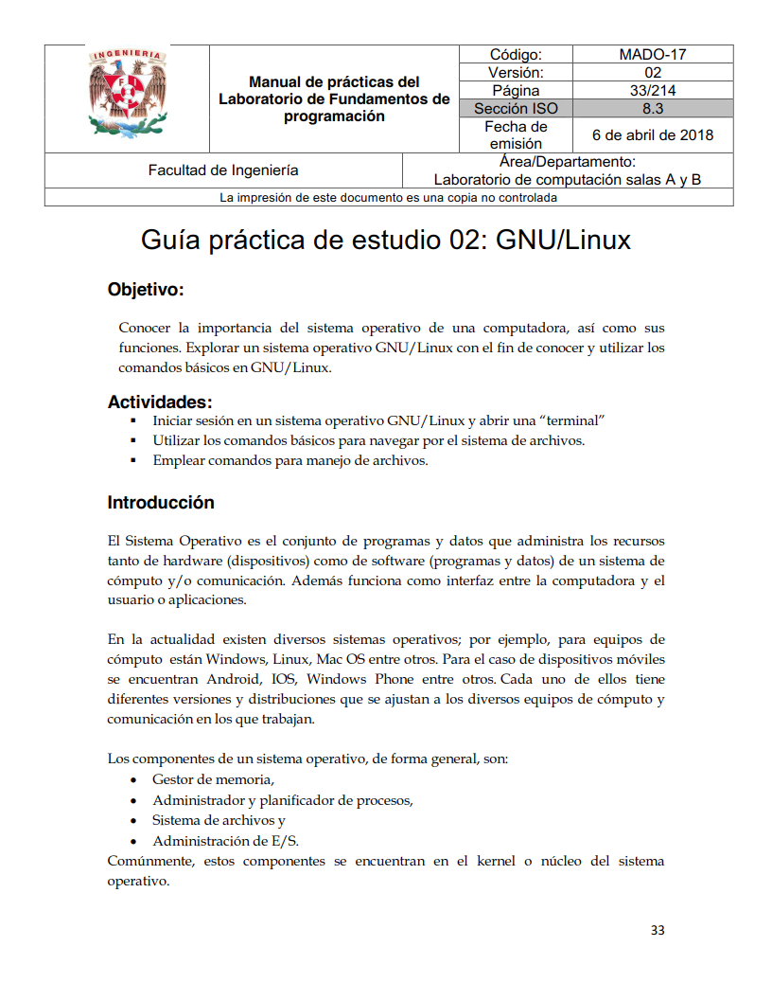 INGENIERIA
F
Manual de prácticas del
Laboratorio de Fundamentos de
programación
Código:
MADO-17
Versión:
02
Página
33/214
Sección ISO
8.3
Fecha de
emisión
6 de abril de 2018
Facultad de Ingeniería
Área/Departamento:
Laboratorio de computación salas A y B
La impresión de este documento es una copia no controlada
Guía práctica de estudio 02: GNU/Linux
Objetivo:
Conocer la importancia del sistema operativo de una computadora, así como sus
funciones. Explorar un sistema operativo GNU/Linux con el fin de conocer y utilizar los
comandos básicos en GNU/Linux.
Actividades:
▪ Iniciar sesión en un sistema operativo GNU/Linux y abrir una “terminal”
▪ Utilizar los comandos básicos para navegar por el sistema de archivos.
▪ Emplear comandos para manejo de archivos.
Introducción
El Sistema Operativo es el conjunto de programas y datos que administra los recursos
tanto de hardware (dispositivos) como de software (programas y datos) de un sistema de
cómputo y/o comunicación. Además funciona como interfaz entre la computadora y el
usuario o aplicaciones.
En la actualidad existen diversos sistemas operativos; por ejemplo, para equipos de
cómputo están Windows, Linux, Mac OS entre otros. Para el caso de dispositivos móviles
se encuentran Android, IOS, Windows Phone entre otros. Cada uno de ellos tiene
diferentes versiones y distribuciones que se ajustan a los diversos equipos de cómputo y
comunicación en los que trabajan.
Los componentes de un sistema operativo, de forma general, son:
• Gestor de memoria,
• Administrador y planificador de procesos,
• Sistema de archivos y
• Administración de E/S.
Comúnmente, estos componentes se encuentran en el kernel o núcleo del sistema
operativo.
33